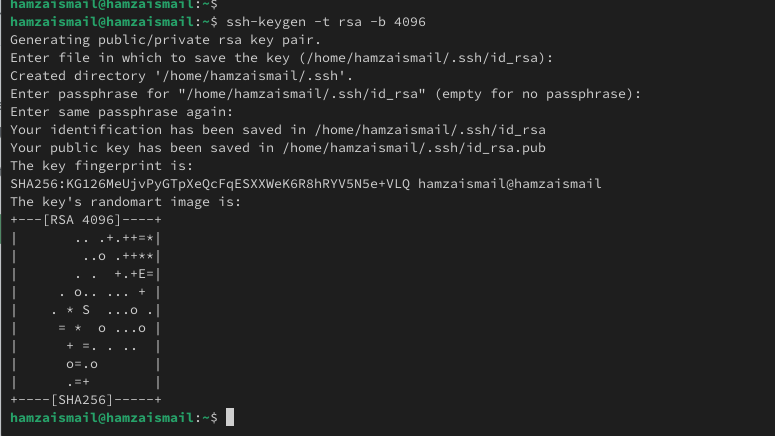 hamzaismail@hamzaismail:~$
hamzaismail@hamzaismail:~$ ssh-keygen -t rsa -b 4096
Generating public/private rsa key pair.
Enter file in which to save the key (/home/hamzaismail/.ssh/id_rsa):
Created directory '/home/hamzaismail/.ssh'.
Enter passphrase for "/home/hamzaismail/.ssh/id_rsa" (empty for no passphrase):
Enter same passphrase again:
Your identification has been saved in /home/hamzaismail/.ssh/id_rsa
Your public key has been saved in /home/hamzaismail/.ssh/id_rsa.pub
The key fingerprint is:
SHA256:KG126MeUjvPyGTpXeQcFqESXXWeK6R8hRYV5N5e+VLQ hamzaismail@hamzaismail
The key's randomart image is:
+---[RSA 4096]----+
|       .. .+.++=*|
|        ..o .++**|
|       . .  +.+E=|
|     . o.. ... + |
|    . * S  ...o .|
|     = *  o ...o |
|      + =. . ..  |
|      o=.o       |
|      .=+        |
+----[SHA256]-----+
hamzaismail@hamzaismail:~$